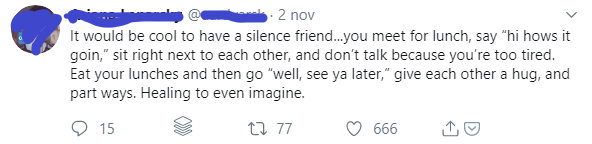 @ · 2 nov
It would be cool to have a silence friend...you meet for lunch, say “hi hows it
goin,” sit right next to each other, and don't talk because you're too tired.
Eat your lunches and then go “well, see ya later,” give each other a hug, and
part ways. Healing to even imagine.
15 77 666